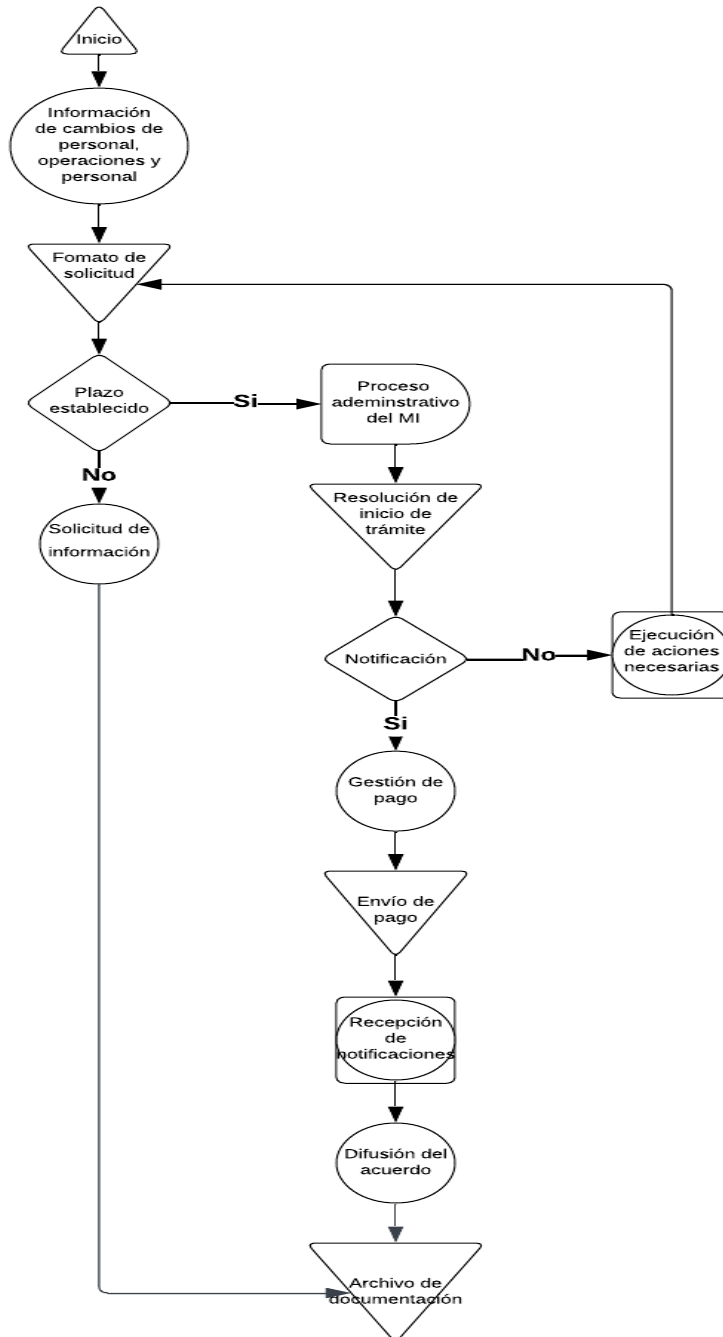 Inicio
Información
de cambios de
personal,
operaciones y
personal
Fomato de
solicitud
Plazo
establecido
Si
Proceso
ademinstrativo
del MI
No
Solicitud de
información
Resolución de
inicio de
trámite
Notificación
No
Ejecución
de aciones
necesarias
Si
Gestión de
pago
Envío de
pago
Recepción
de
notificaciones
Difusión del
acuerdo
Archivo de
documentación